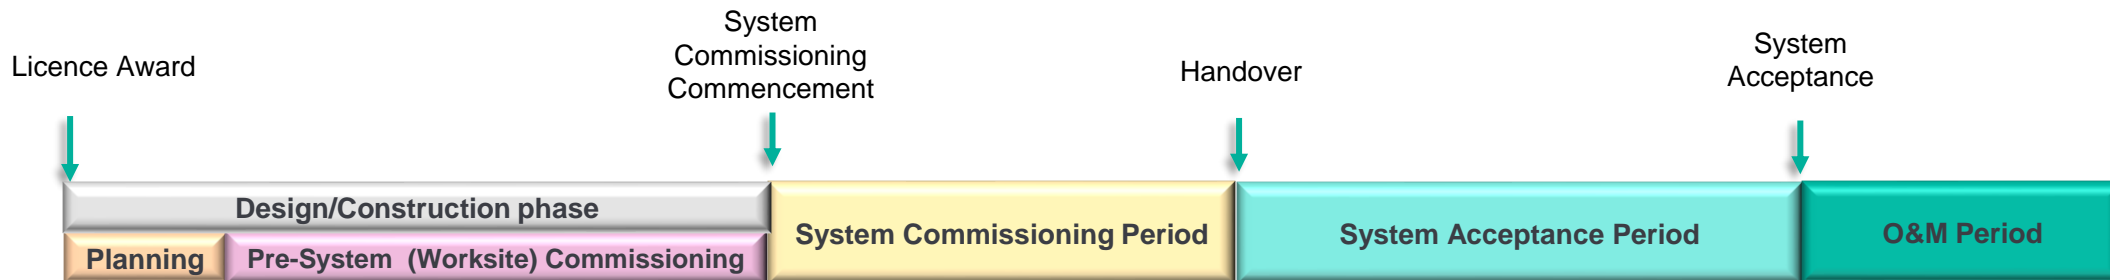 Licence Award
System
Commissioning
Commencement
Handover
System
Acceptance
Design/Construction phase
Planning
Pre-System (Worksite) Commissioning
System Commissioning Period
System Acceptance Period
O&M Period